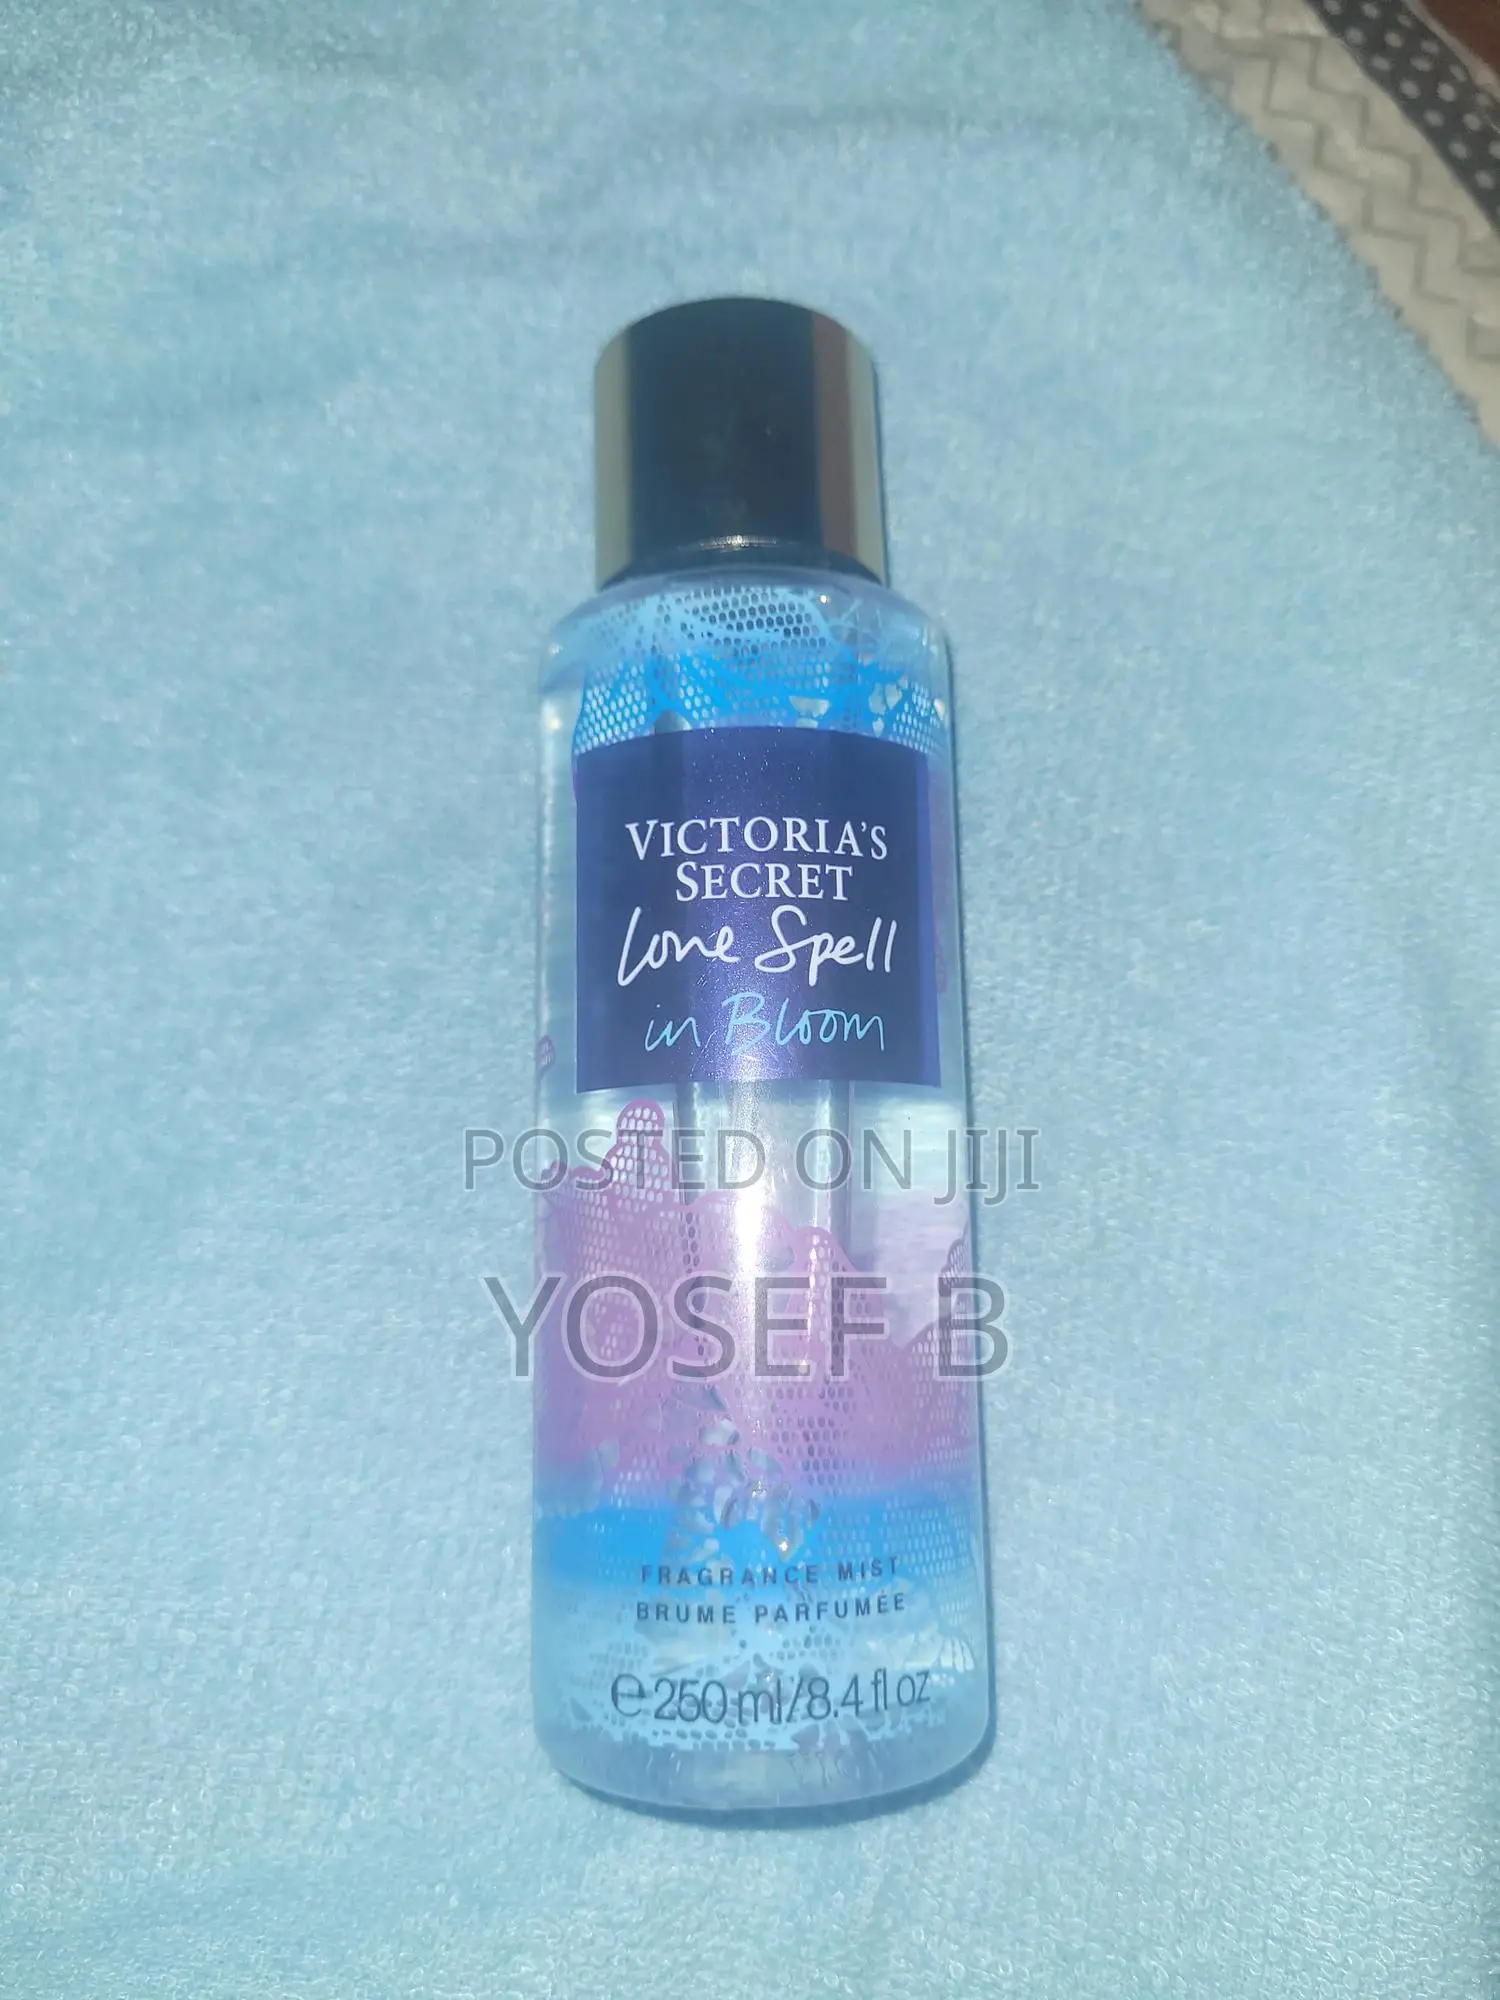 VICTORIA'S
SECRET
Love Spell
in Bloom
POSTED ON JIJI
YOSEF B
FRAGRANCE MIST
BRUME PARFUMÉE
℮ 250 ml/8.4 fl oz